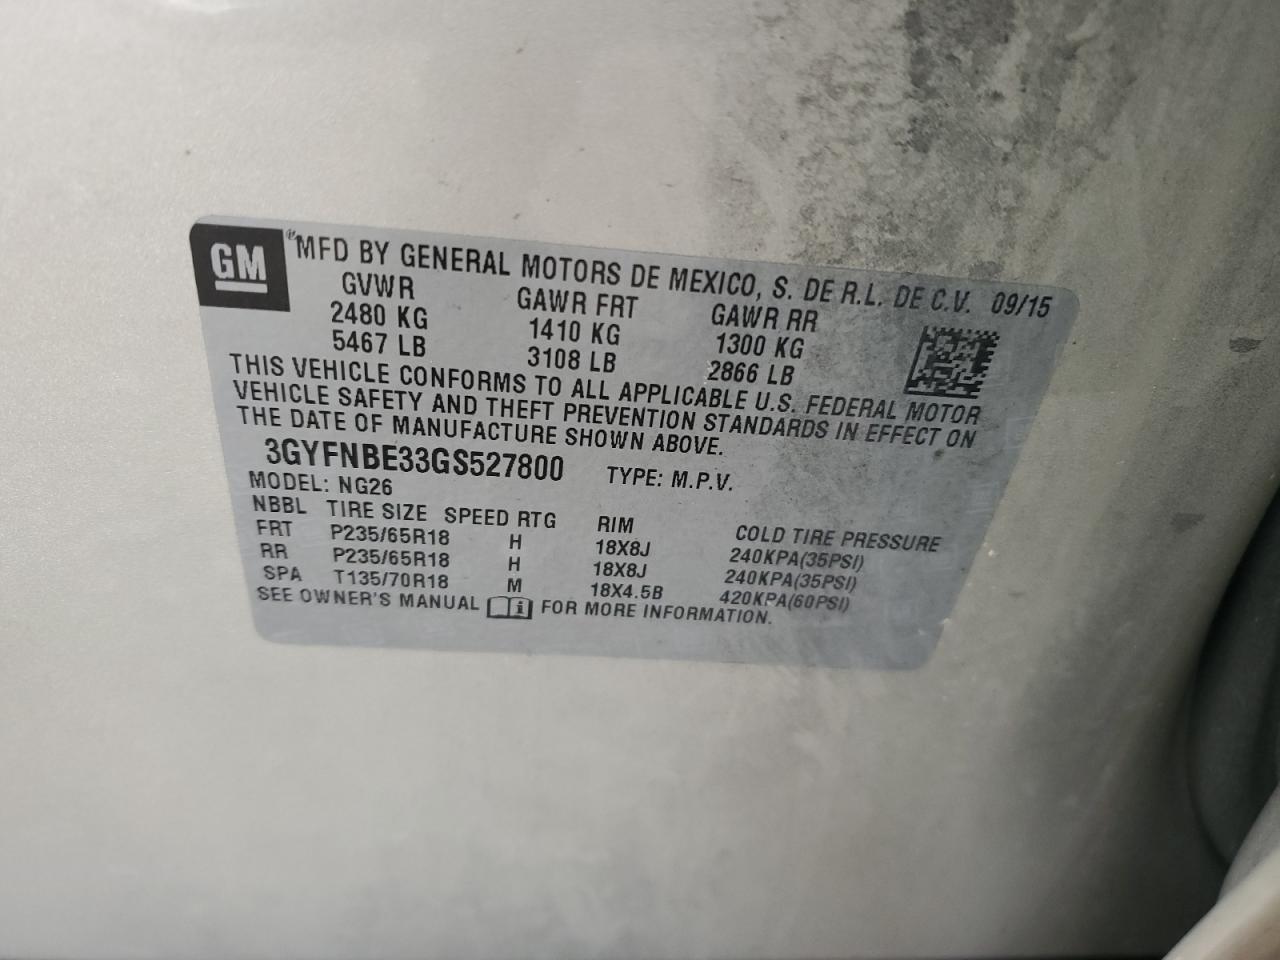 GM ® MFD BY GENERAL MOTORS DE MEXICO, S. DE R.L. DE C.V. 09/15
GVWR GAWR FRT GAWR RR
2480 KG 1410 KG 1300 KG
5467 LB 3108 LB 2866 LB
THIS VEHICLE CONFORMS TO ALL APPLICABLE U.S. FEDERAL MOTOR
VEHICLE SAFETY AND THEFT PREVENTION STANDARDS IN EFFECT ON
THE DATE OF MANUFACTURE SHOWN ABOVE.
3GYFNBE33GS527800 TYPE: M.P.V.
MODEL: NG26
NBBL TIRE SIZE SPEED RTG RIM COLD TIRE PRESSURE
FRT P235/65R18 H 18X8J 240KPA(35PSI)
RR P235/65R18 H 18X8J 240KPA(35PSI)
SPA T135/70R18 M 18X4.5B 420KPA(60PSI)
SEE OWNER'S MANUAL i FOR MORE INFORMATION.